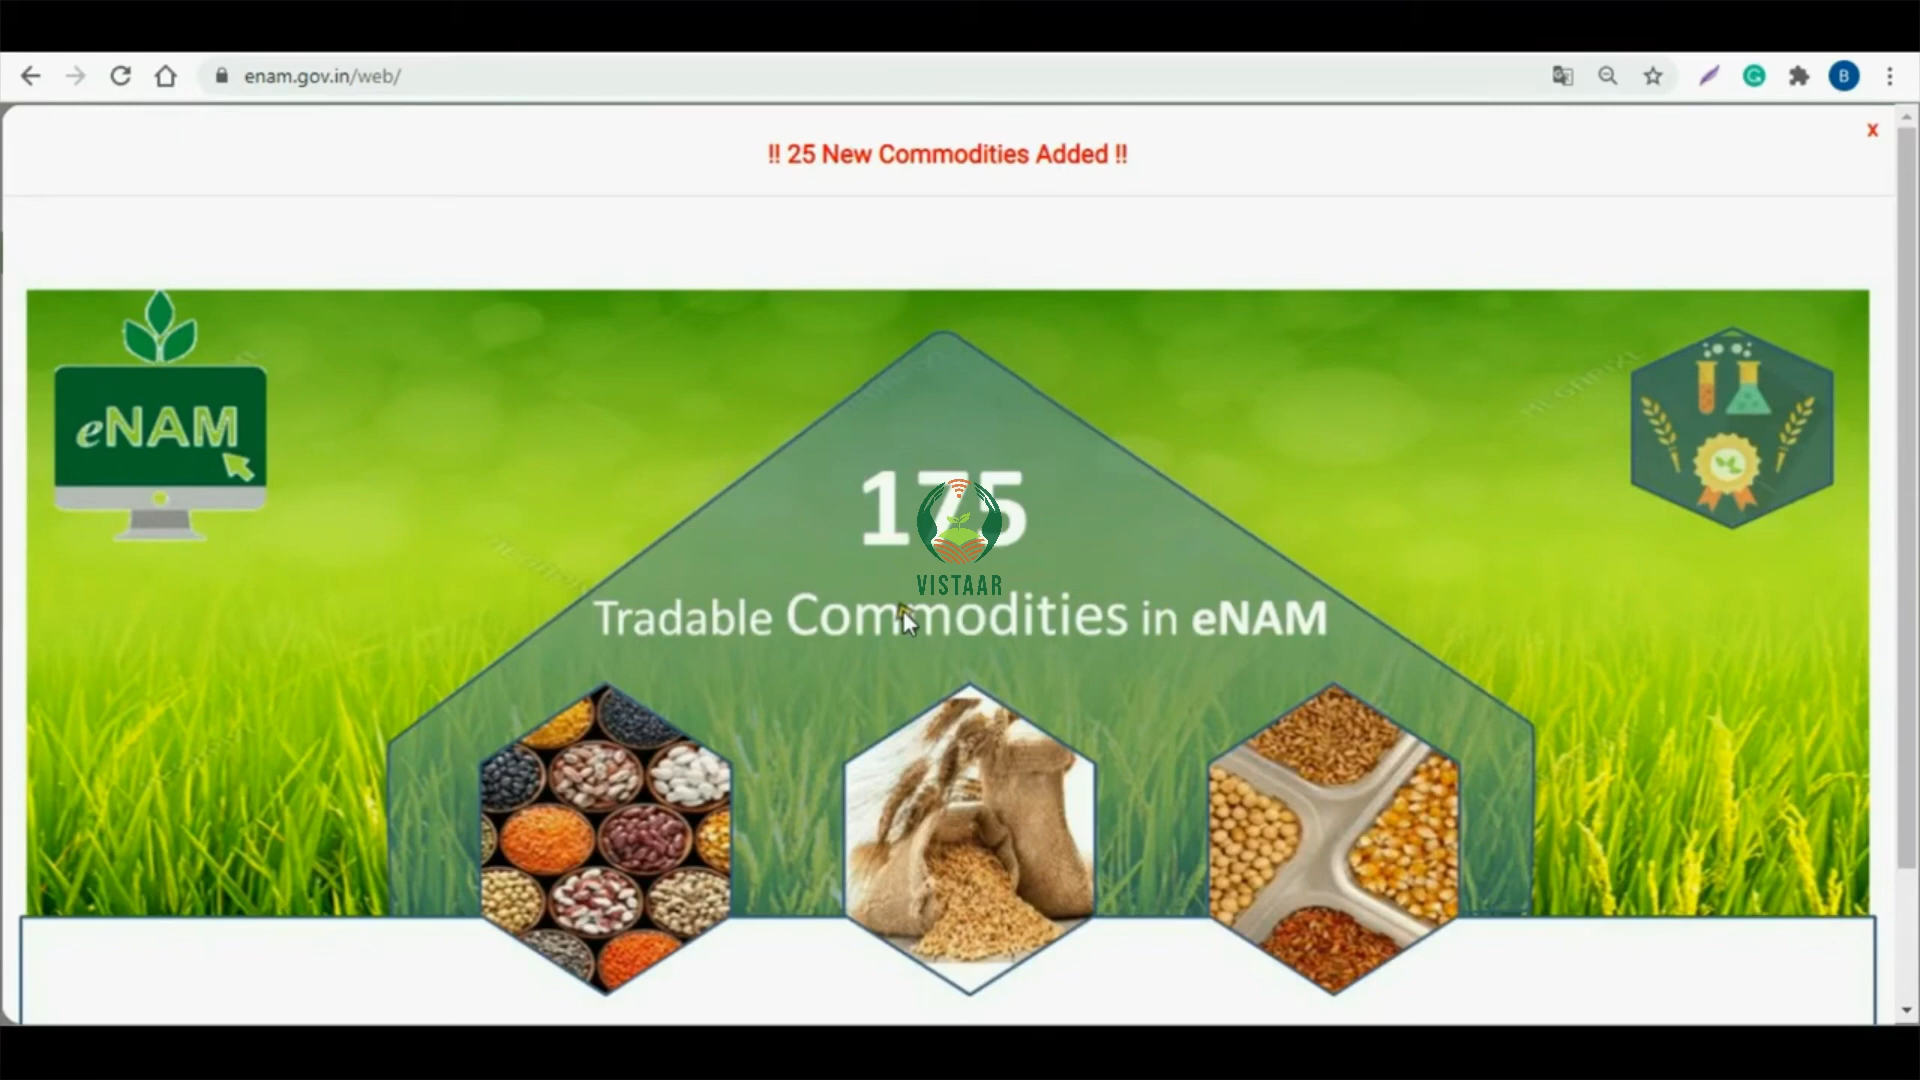 enam.gov.in/web/
B
x
!! 25 New Commodities Added !!
eNAM
175
VISTAAR
Tradable Commodities in eNAM